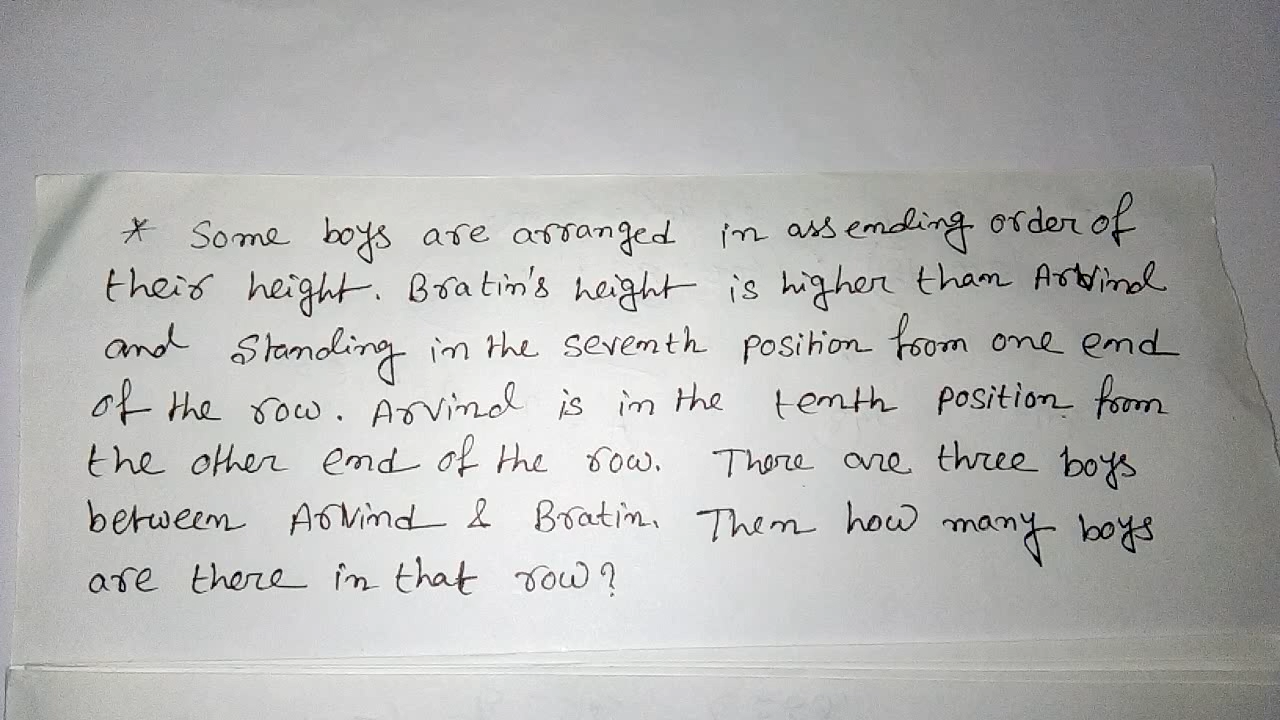 * Some boys are arranged in assending order of
their height. Bratin's height is higher than Arvind
and Standing in the seventh position from one end
of the row. Arvind is in the tenth position from
the other end of the row. There are three boys
between Arvind & Bratin. Then how many boys
are there in that row?